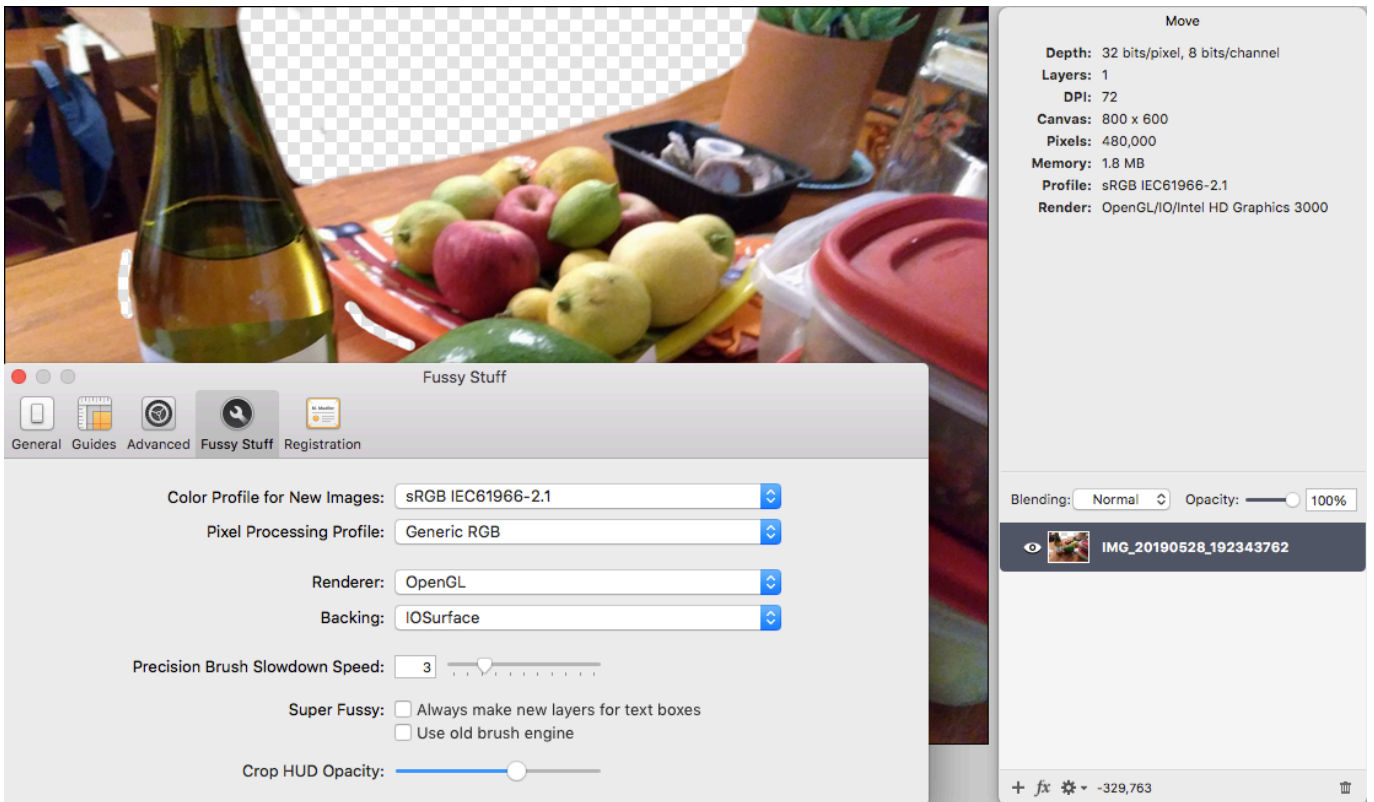 Move
Depth: 32 bits/pixel, 8 bits/channel
Layers: 1
DPI: 72
Canvas: 800 x 600
Pixels: 480,000
Memory: 1.8 MB
Profile: sRGB IEC61966-2.1
Render: OpenGL/IO/Intel HD Graphics 3000
Fussy Stuff
General Guides Advanced Fussy Stuff Registration
Color Profile for New Images: sRGB IEC61966-2.1
Pixel Processing Profile: Generic RGB
Renderer: OpenGL
Backing: IOSurface
Precision Brush Slowdown Speed: 3
Super Fussy: Always make new layers for text boxes
Use old brush engine
Crop HUD Opacity:
Blending: Normal Opacity: 100%
IMG_20190528_192343762
fx -329,763